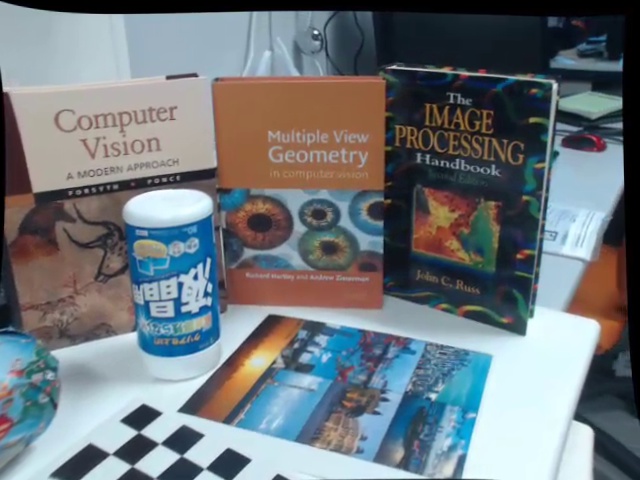 Computer
Vision
A MODERN APPROACH
FORSYTH PONCE
Multiple View
Geometry
in computer vision
Richard Hartley and Andrew Zisserman
The
IMAGE
PROCESSING
Handbook
Second Edition
John C. Russ